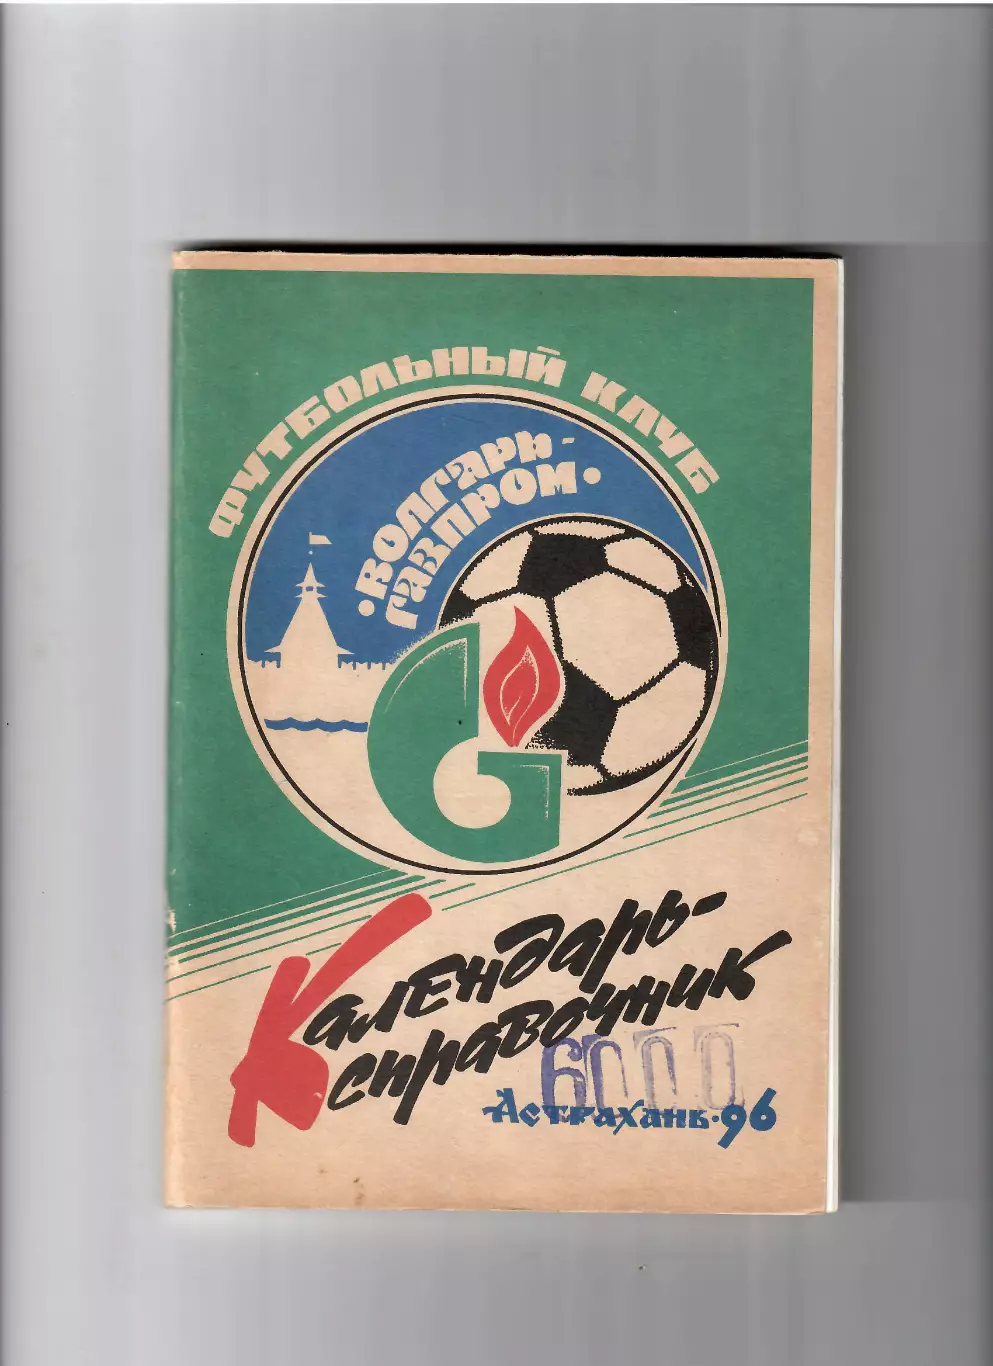 ФУТБОЛЬНЫЙ КЛУБ
•ВОЛГАРЬ-
ГАЗПРОМ•
Календарь-
справочник
6000
Астрахань•96